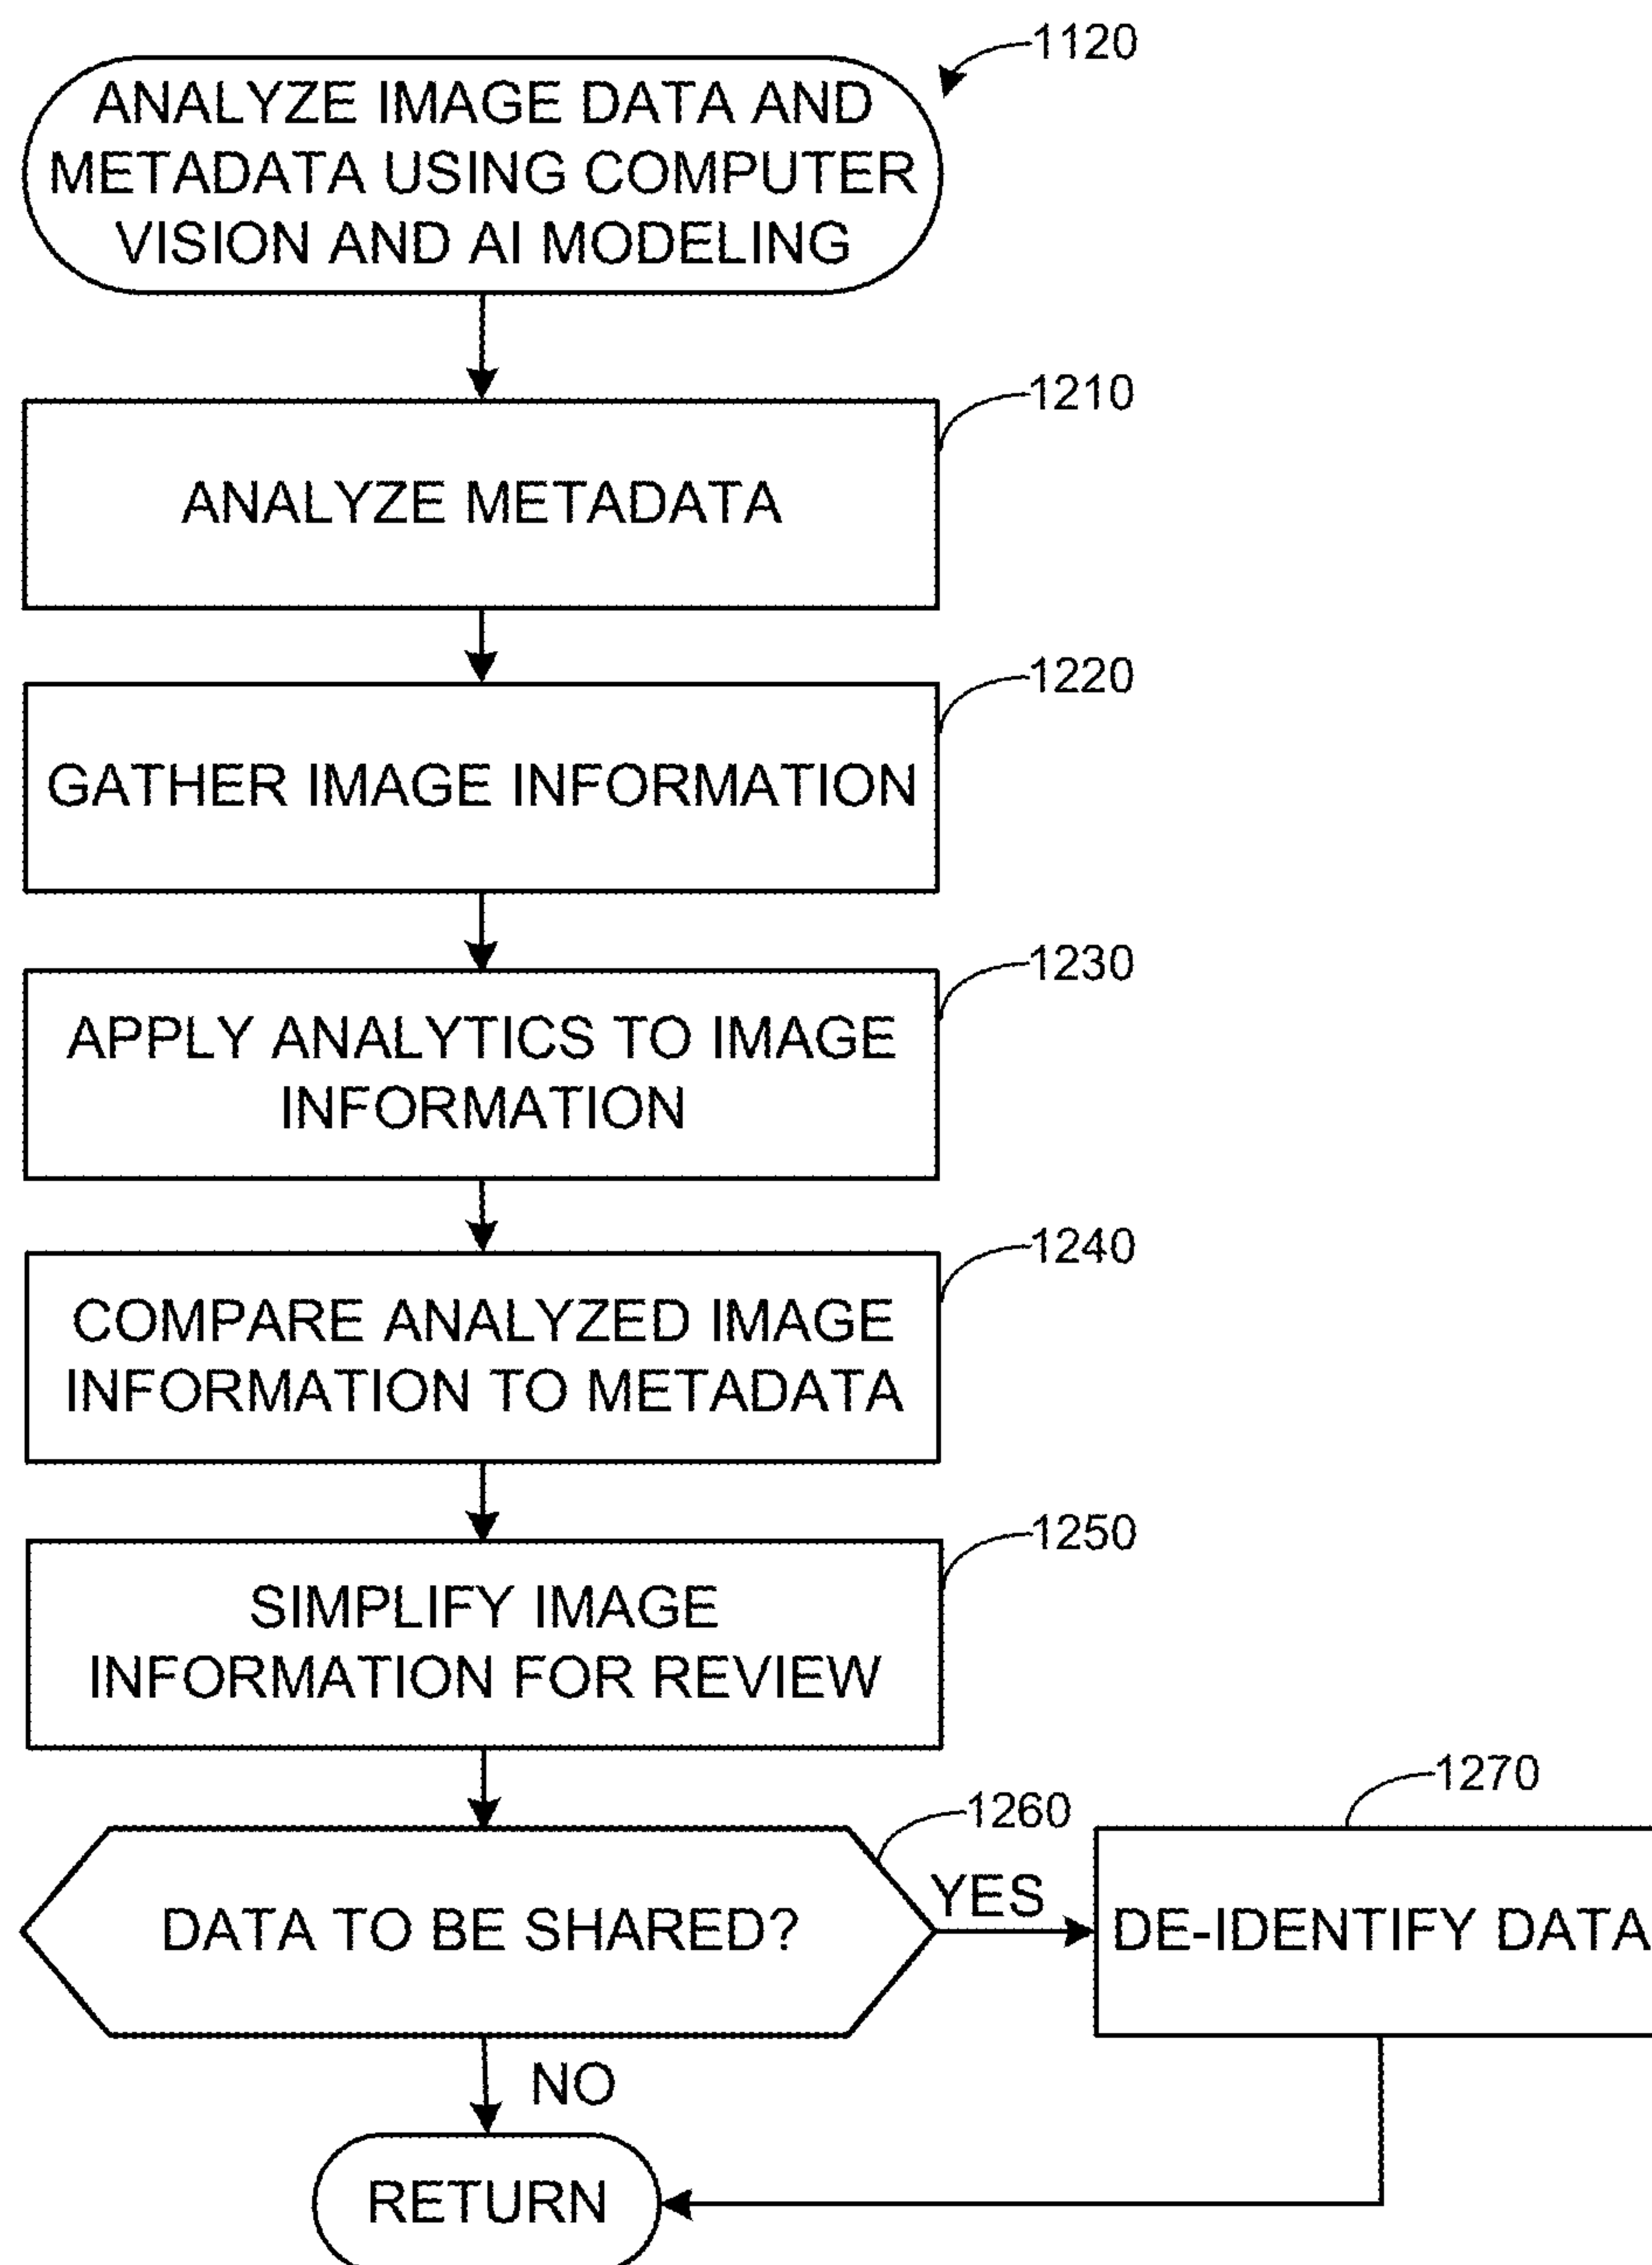 1120
ANALYZE IMAGE DATA AND
METADATA USING COMPUTER
VISION AND AI MODELING
1210
ANALYZE METADATA
1220
GATHER IMAGE INFORMATION
1230
APPLY ANALYTICS TO IMAGE
INFORMATION
1240
COMPARE ANALYZED IMAGE
INFORMATION TO METADATA
1250
SIMPLIFY IMAGE
INFORMATION FOR REVIEW
1260
1270
DATA TO BE SHARED?
YES
DE-IDENTIFY DATA
NO
RETURN